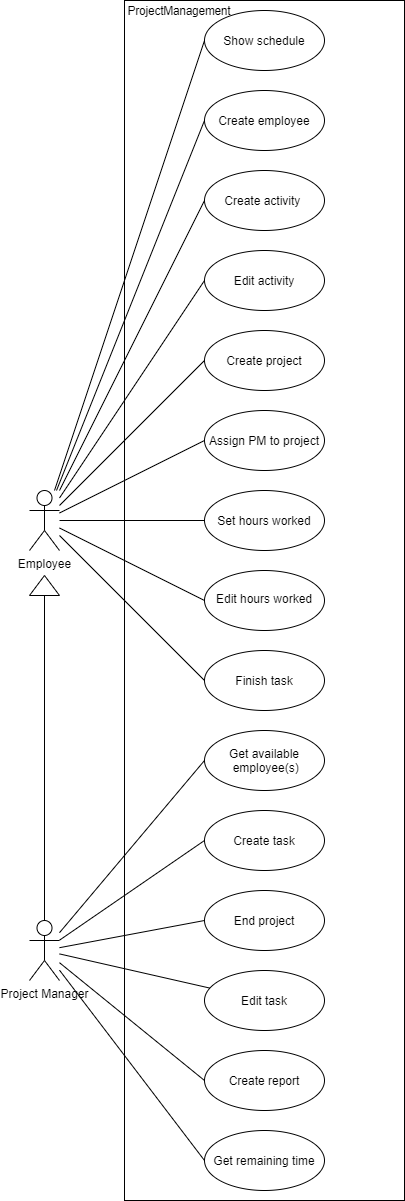 ProjectManagement
Show schedule
Create employee
Create activity
Edit activity
Create project
Assign PM to project
Set hours worked
Employee
Edit hours worked
Finish task
Get available
employee(s)
Create task
End project
Project Manager
Edit task
Create report
Get remaining time